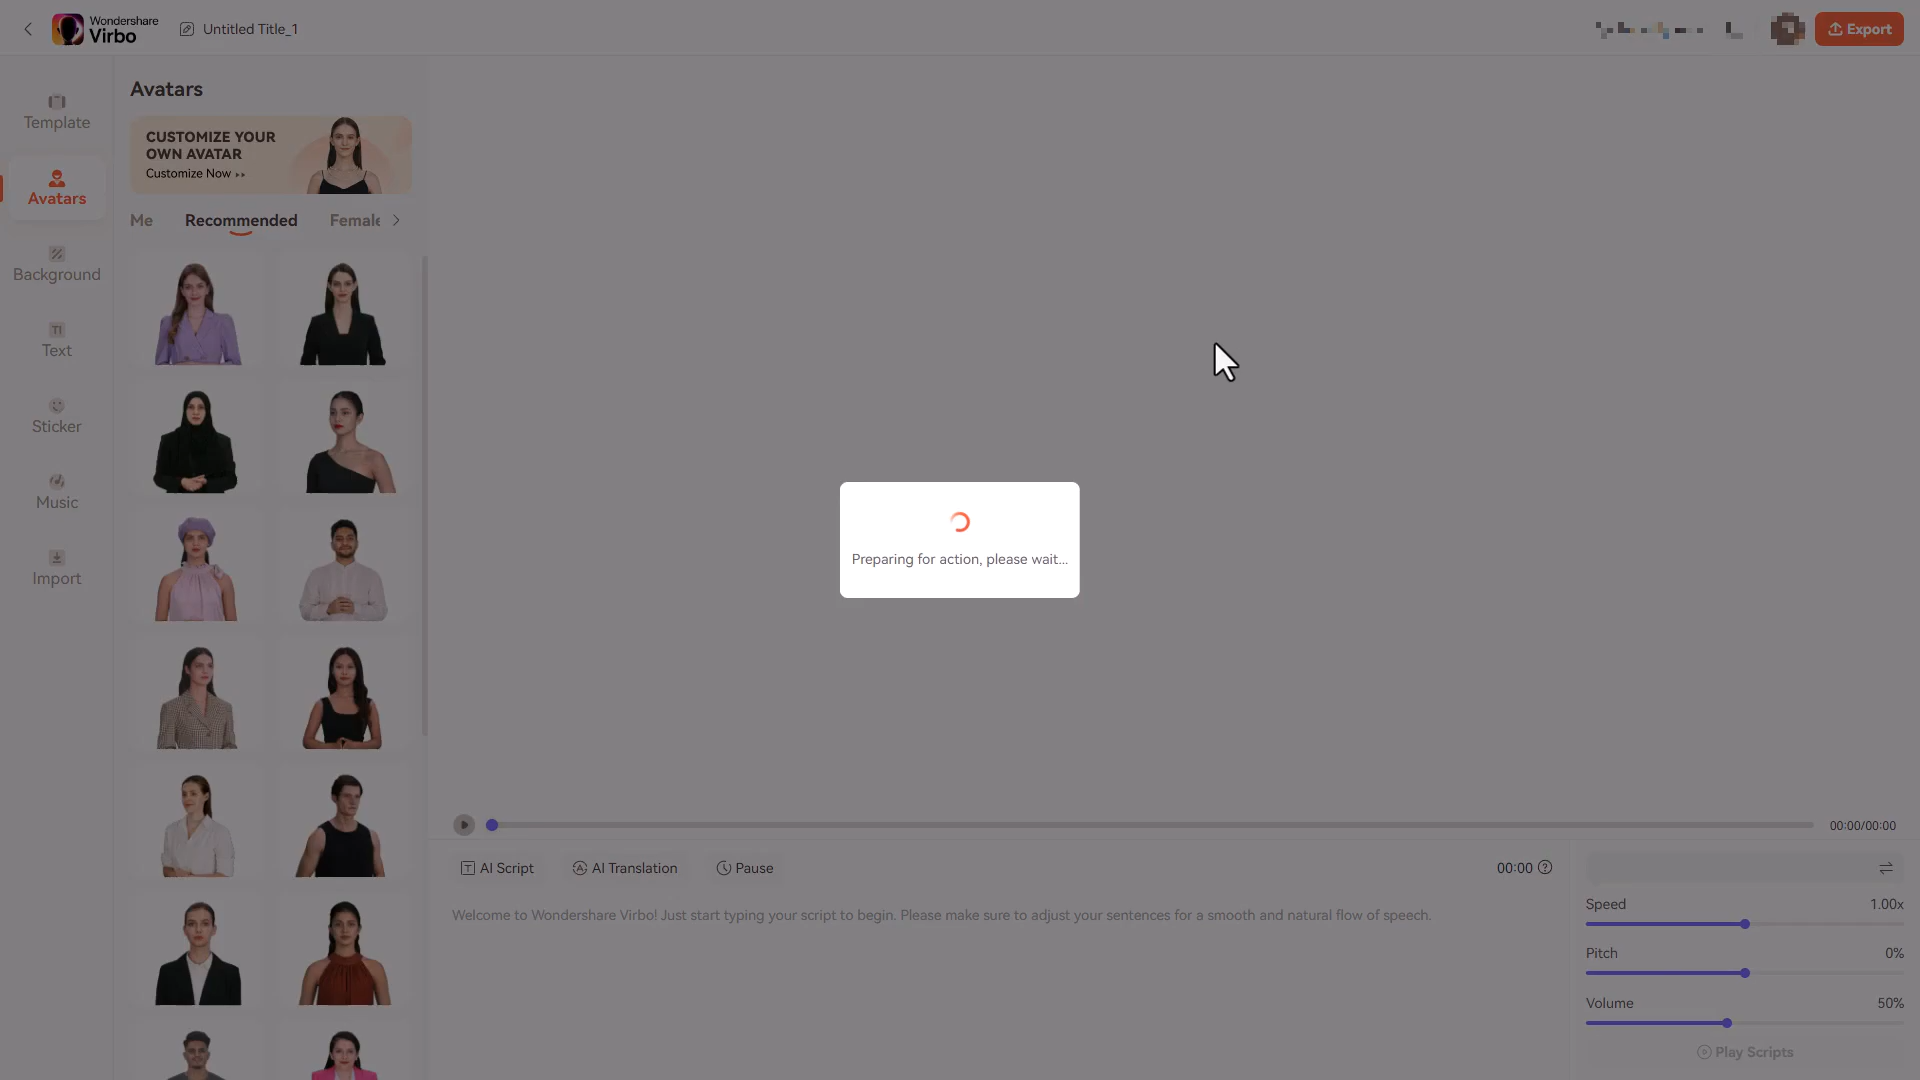 Wondershare
Virbo
Untitled Title_1
Export
Template
Avatars
Background
Text
Sticker
Music
Import
Avatars
CUSTOMIZE YOUR
OWN AVATAR
Customize Now
Me Recommended Female
Preparing for action, please wait...
00:00/00:00
AI Script AI Translation Pause 00:00
Welcome to Wondershare Virbo! Just start typing your script to begin. Please make sure to adjust your sentences for a smooth and natural flow of speech.
Speed 1.00x
Pitch 0%
Volume 50%
Play Scripts